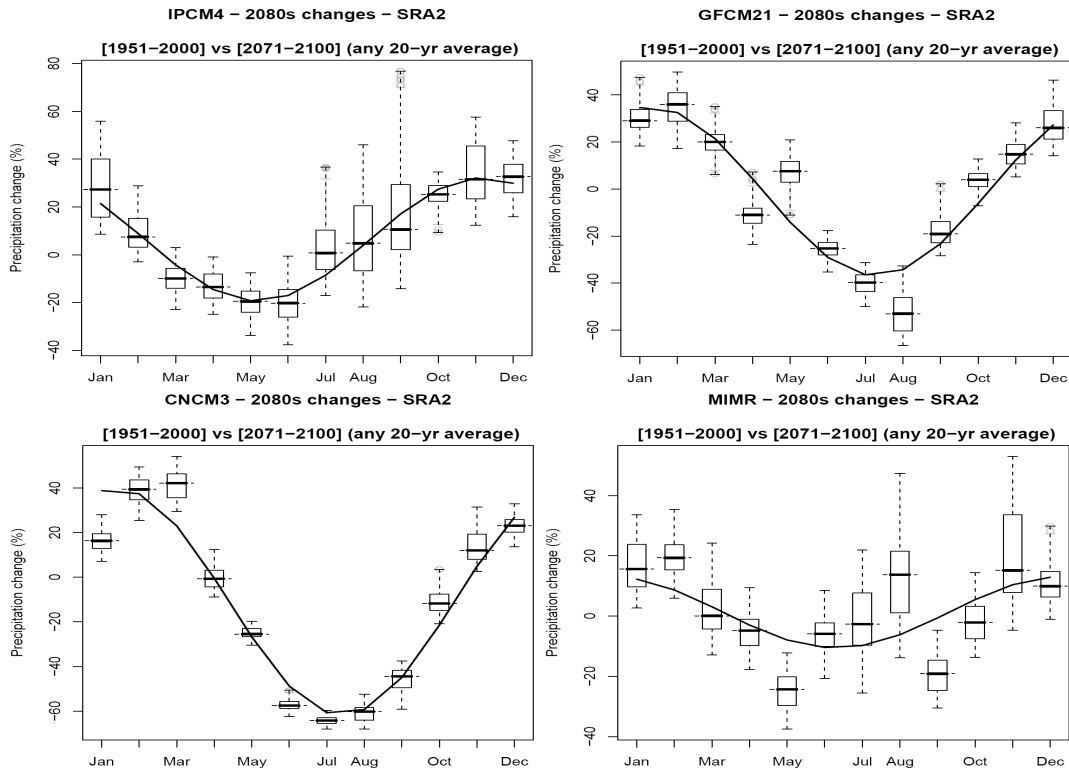 IPCM4 − 2080s changes − SRA2
[1951−2000] vs [2071−2100] (any 20−yr average)
Precipitation change (%)
80
60
40
20
0
−20
−40
Jan Mar May Jul Aug Oct Dec
GFCM21 − 2080s changes − SRA2
[1951−2000] vs [2071−2100] (any 20−yr average)
Precipitation change (%)
40
20
0
−20
−40
−60
Jan Mar May Jul Aug Oct Dec
CNCM3 − 2080s changes − SRA2
[1951−2000] vs [2071−2100] (any 20−yr average)
Precipitation change (%)
40
20
0
−20
−40
−60
Jan Mar May Jul Aug Oct Dec
MIMR − 2080s changes − SRA2
[1951−2000] vs [2071−2100] (any 20−yr average)
Precipitation change (%)
40
20
0
−20
−40
Jan Mar May Jul Aug Oct Dec